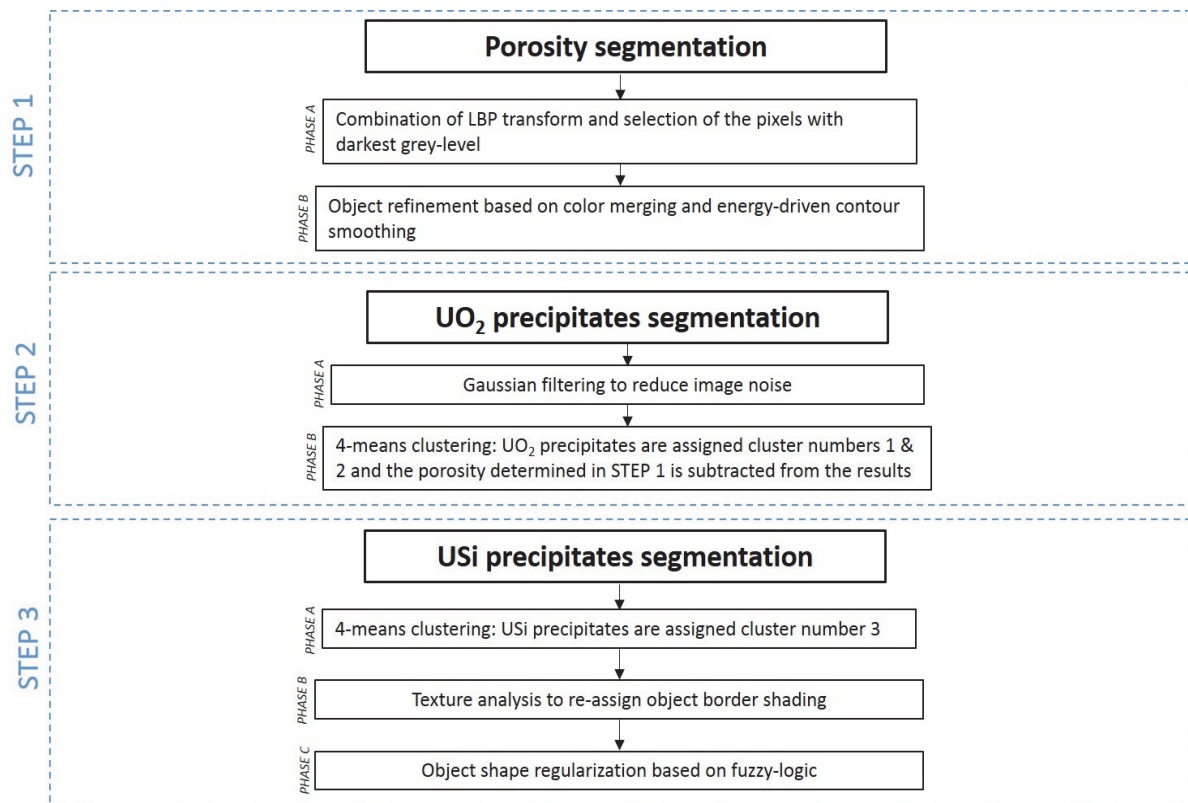 STEP 1
Porosity segmentation
PHASE A
Combination of LBP transform and selection of the pixels with
darkest grey-level
PHASE B
Object refinement based on color merging and energy-driven contour
smoothing
STEP 2
UO₂ precipitates segmentation
PHASE A
Gaussian filtering to reduce image noise
PHASE B
4-means clustering: UO₂ precipitates are assigned cluster numbers 1 &
2 and the porosity determined in STEP 1 is subtracted from the results
STEP 3
USi precipitates segmentation
PHASE A
4-means clustering: USi precipitates are assigned cluster number 3
PHASE B
Texture analysis to re-assign object border shading
PHASE C
Object shape regularization based on fuzzy-logic